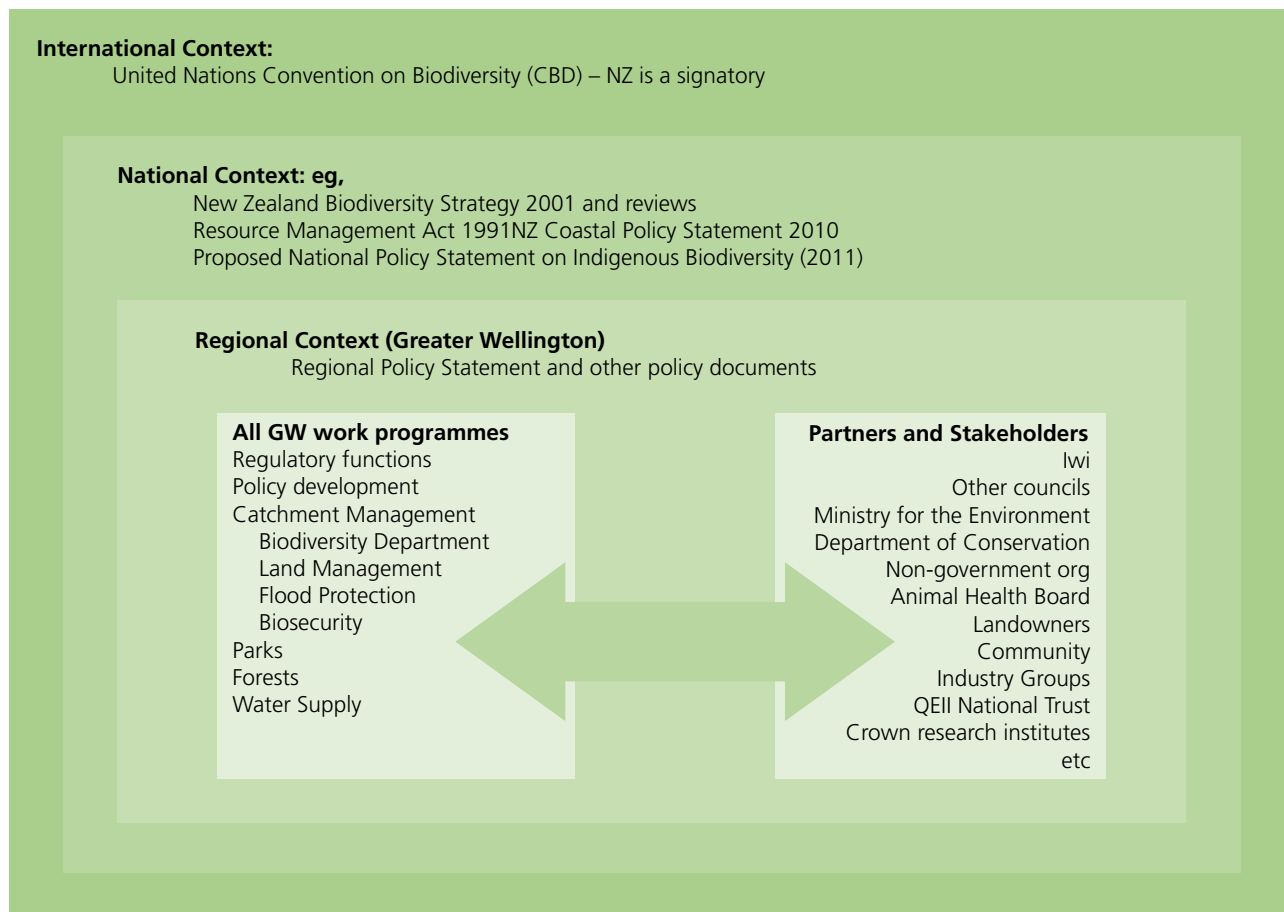 International Context:
United Nations Convention on Biodiversity (CBD) – NZ is a signatory
National Context: eg,
New Zealand Biodiversity Strategy 2001 and reviews
Resource Management Act 1991NZ Coastal Policy Statement 2010
Proposed National Policy Statement on Indigenous Biodiversity (2011)
Regional Context (Greater Wellington)
Regional Policy Statement and other policy documents
All GW work programmes
Regulatory functions
Policy development
Catchment Management
Biodiversity Department
Land Management
Flood Protection
Biosecurity
Parks
Forests
Water Supply
Partners and Stakeholders
Iwi
Other councils
Ministry for the Environment
Department of Conservation
Non-government org
Animal Health Board
Landowners
Community
Industry Groups
QEII National Trust
Crown research institutes
etc